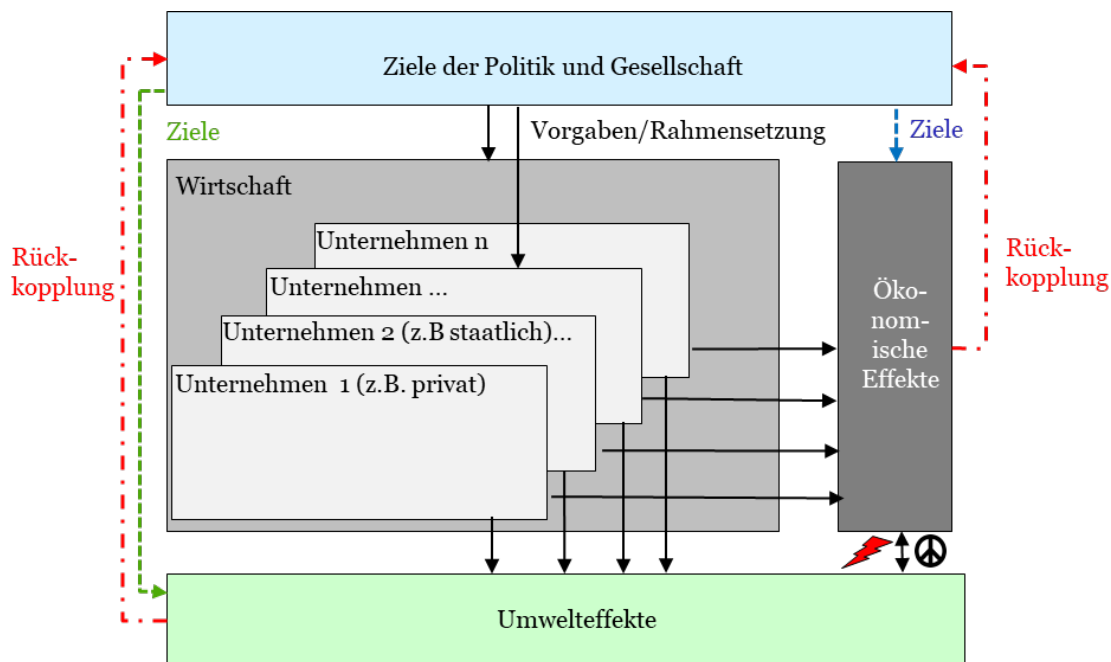 Ziele der Politik und Gesellschaft
Ziele
Vorgaben/Rahmensetzung
Ziele
Wirtschaft
Unternehmen n
Unternehmen ...
Unternehmen 2 (z.B staatlich)...
Unternehmen  1 (z.B. privat)
Rück-
kopplung
Öko-
nom-
ische
Effekte
Rück-
kopplung
Umwelteffekte